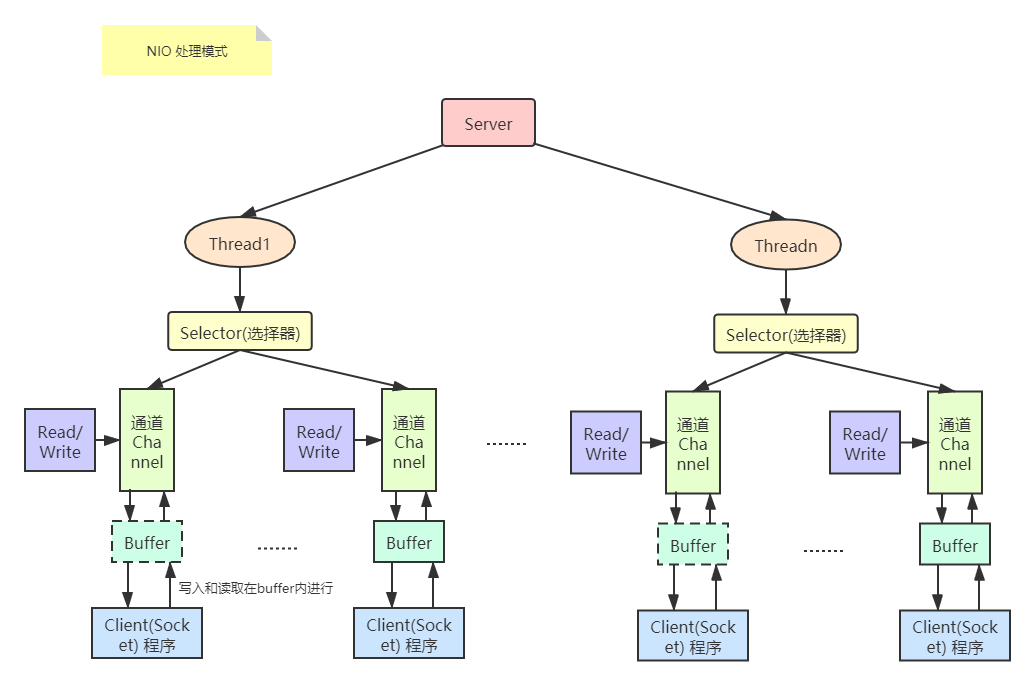 NIO 处理模式
Server
Thread1
Threadn
Selector(选择器)
Selector(选择器)
Read/
Write
通道
Cha
nnel
Read/
Write
通道
Cha
nnel
.......
Read/
Write
通道
Cha
nnel
Read/
Write
通道
Cha
nnel
Buffer
.......
Buffer
Buffer
.......
Buffer
写入和读取在buffer内进行
Client(Sock
et) 程序
Client(Sock
et) 程序
Client(Sock
et) 程序
Client(Sock
et) 程序